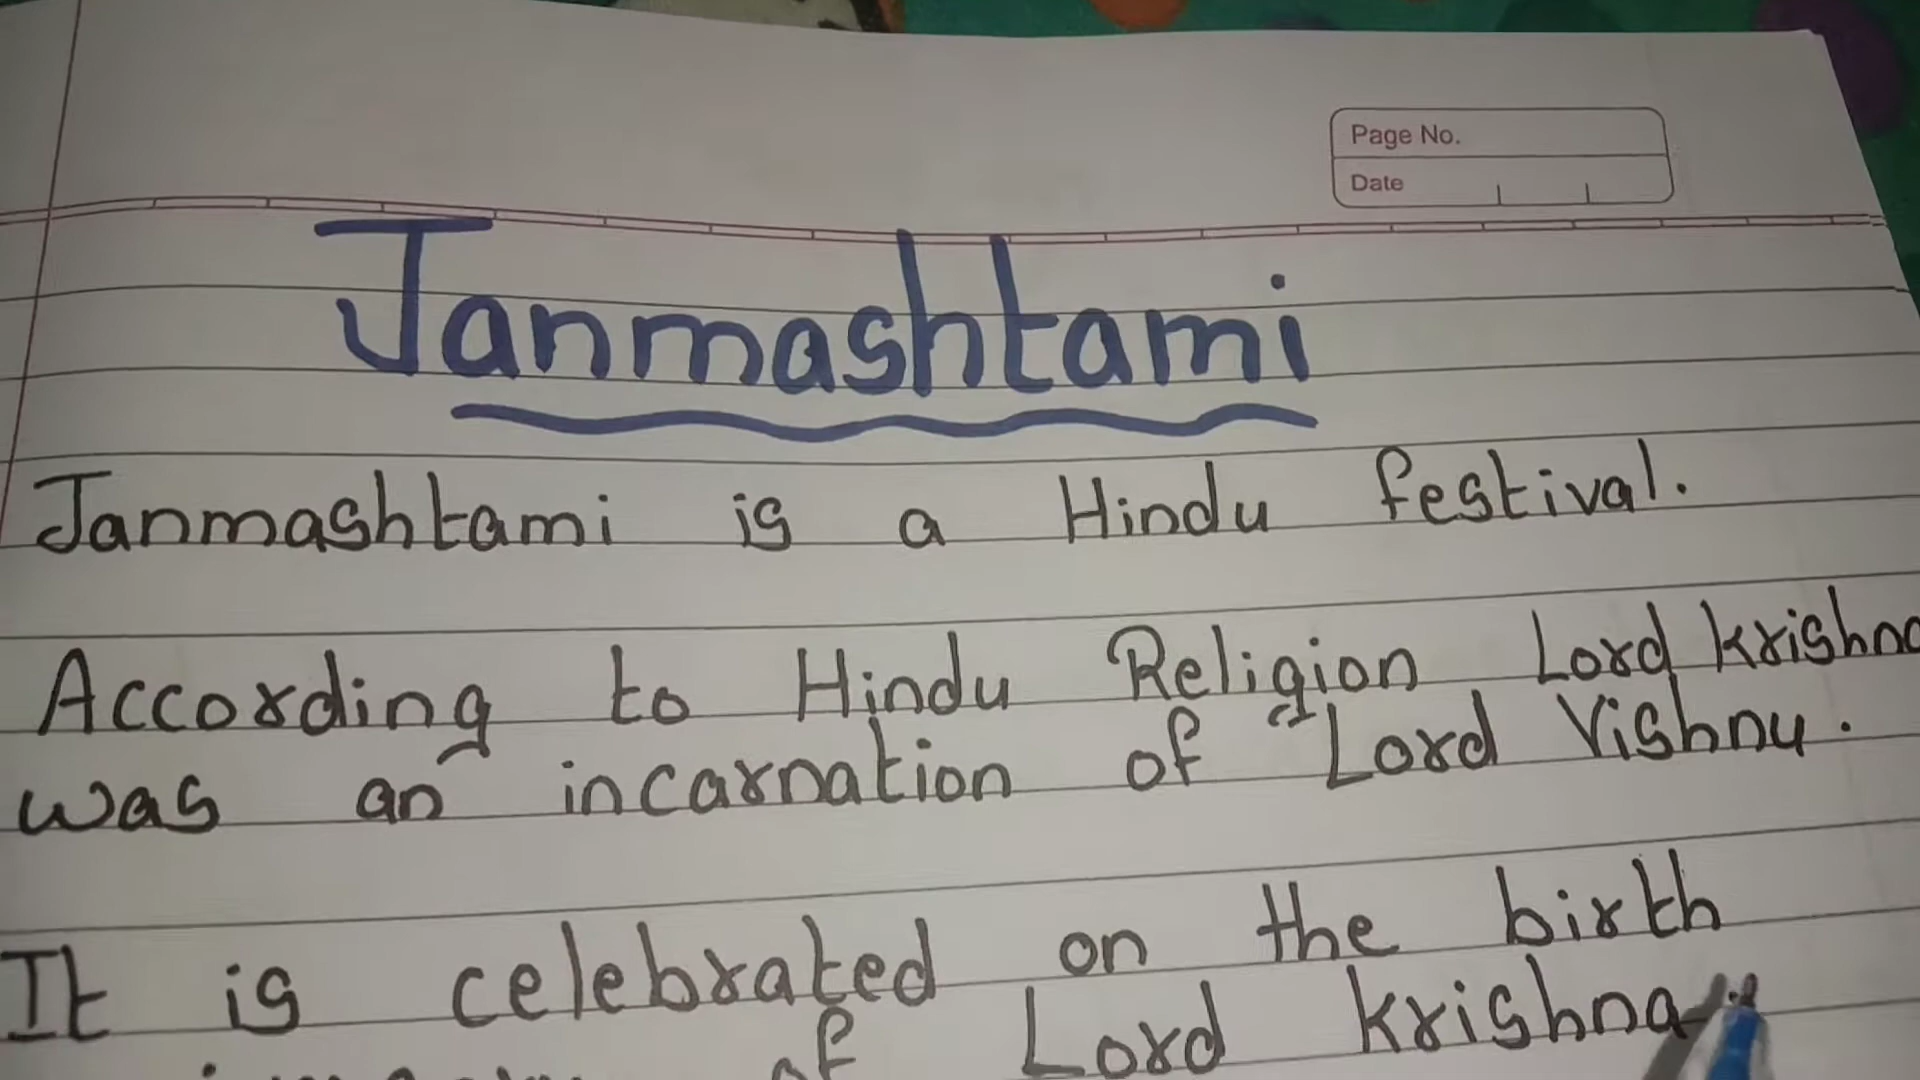 Page No.
Date
Janmashtami
Janmashtami is a Hindu festival.
According to Hindu Religion Lord krishna
was an incarnation of Lord Vishnu.
It is celebrated on the birth
of Lord krishna